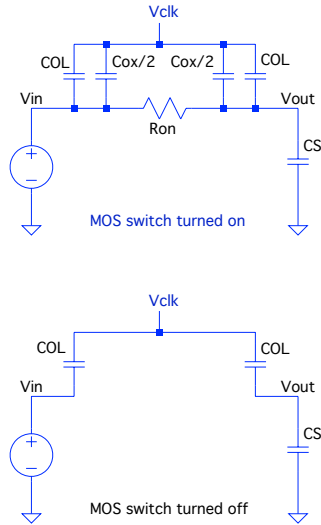 Vclk
COL Cox/2 Cox/2 COL
Vin Vout
Ron
CS
+
−
MOS switch turned on
Vclk
COL COL
Vin Vout
CS
+
−
MOS switch turned off